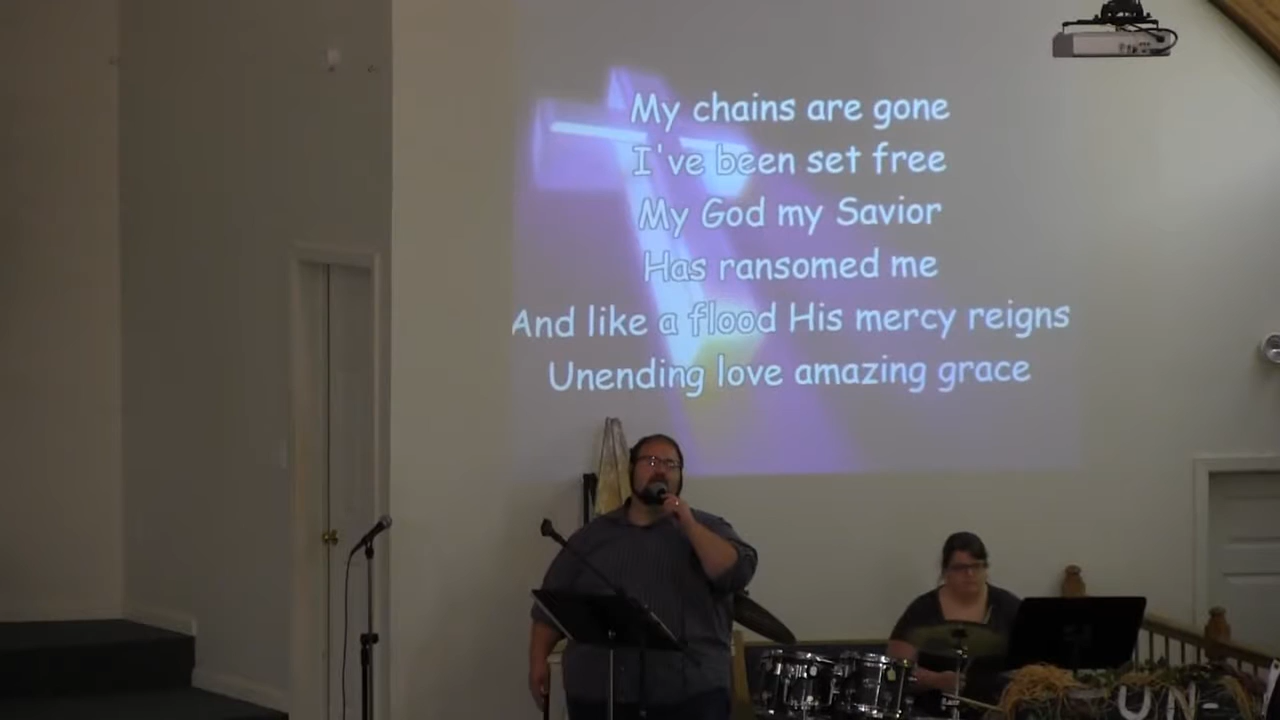 My chains are gone
I've been set free
My God my Savior
Has ransomed me
And like a flood His mercy reigns
Unending love amazing grace
UN-